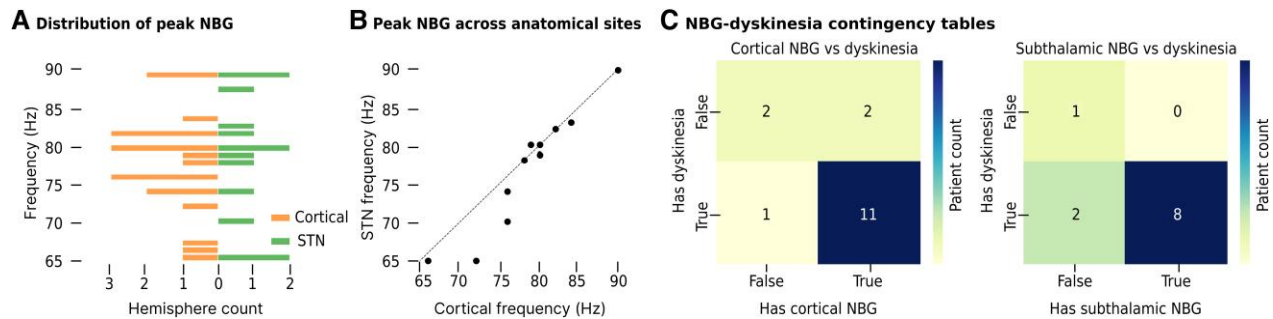 A Distribution of peak NBG
Frequency (Hz)
90
85
80
75
70
65
3 2 1 0 1 2
Hemisphere count
Cortical
STN
B Peak NBG across anatomical sites
STN frequency (Hz)
90
85
80
75
70
65
65 70 75 80 85 90
Cortical frequency (Hz)
C NBG-dyskinesia contingency tables
Cortical NBG vs dyskinesia
Has dyskinesia
False
True
2 2
1 11
False True
Has cortical NBG
Patient count
Subthalamic NBG vs dyskinesia
Has dyskinesia
False
True
1 0
2 8
False True
Has subthalamic NBG
Patient count